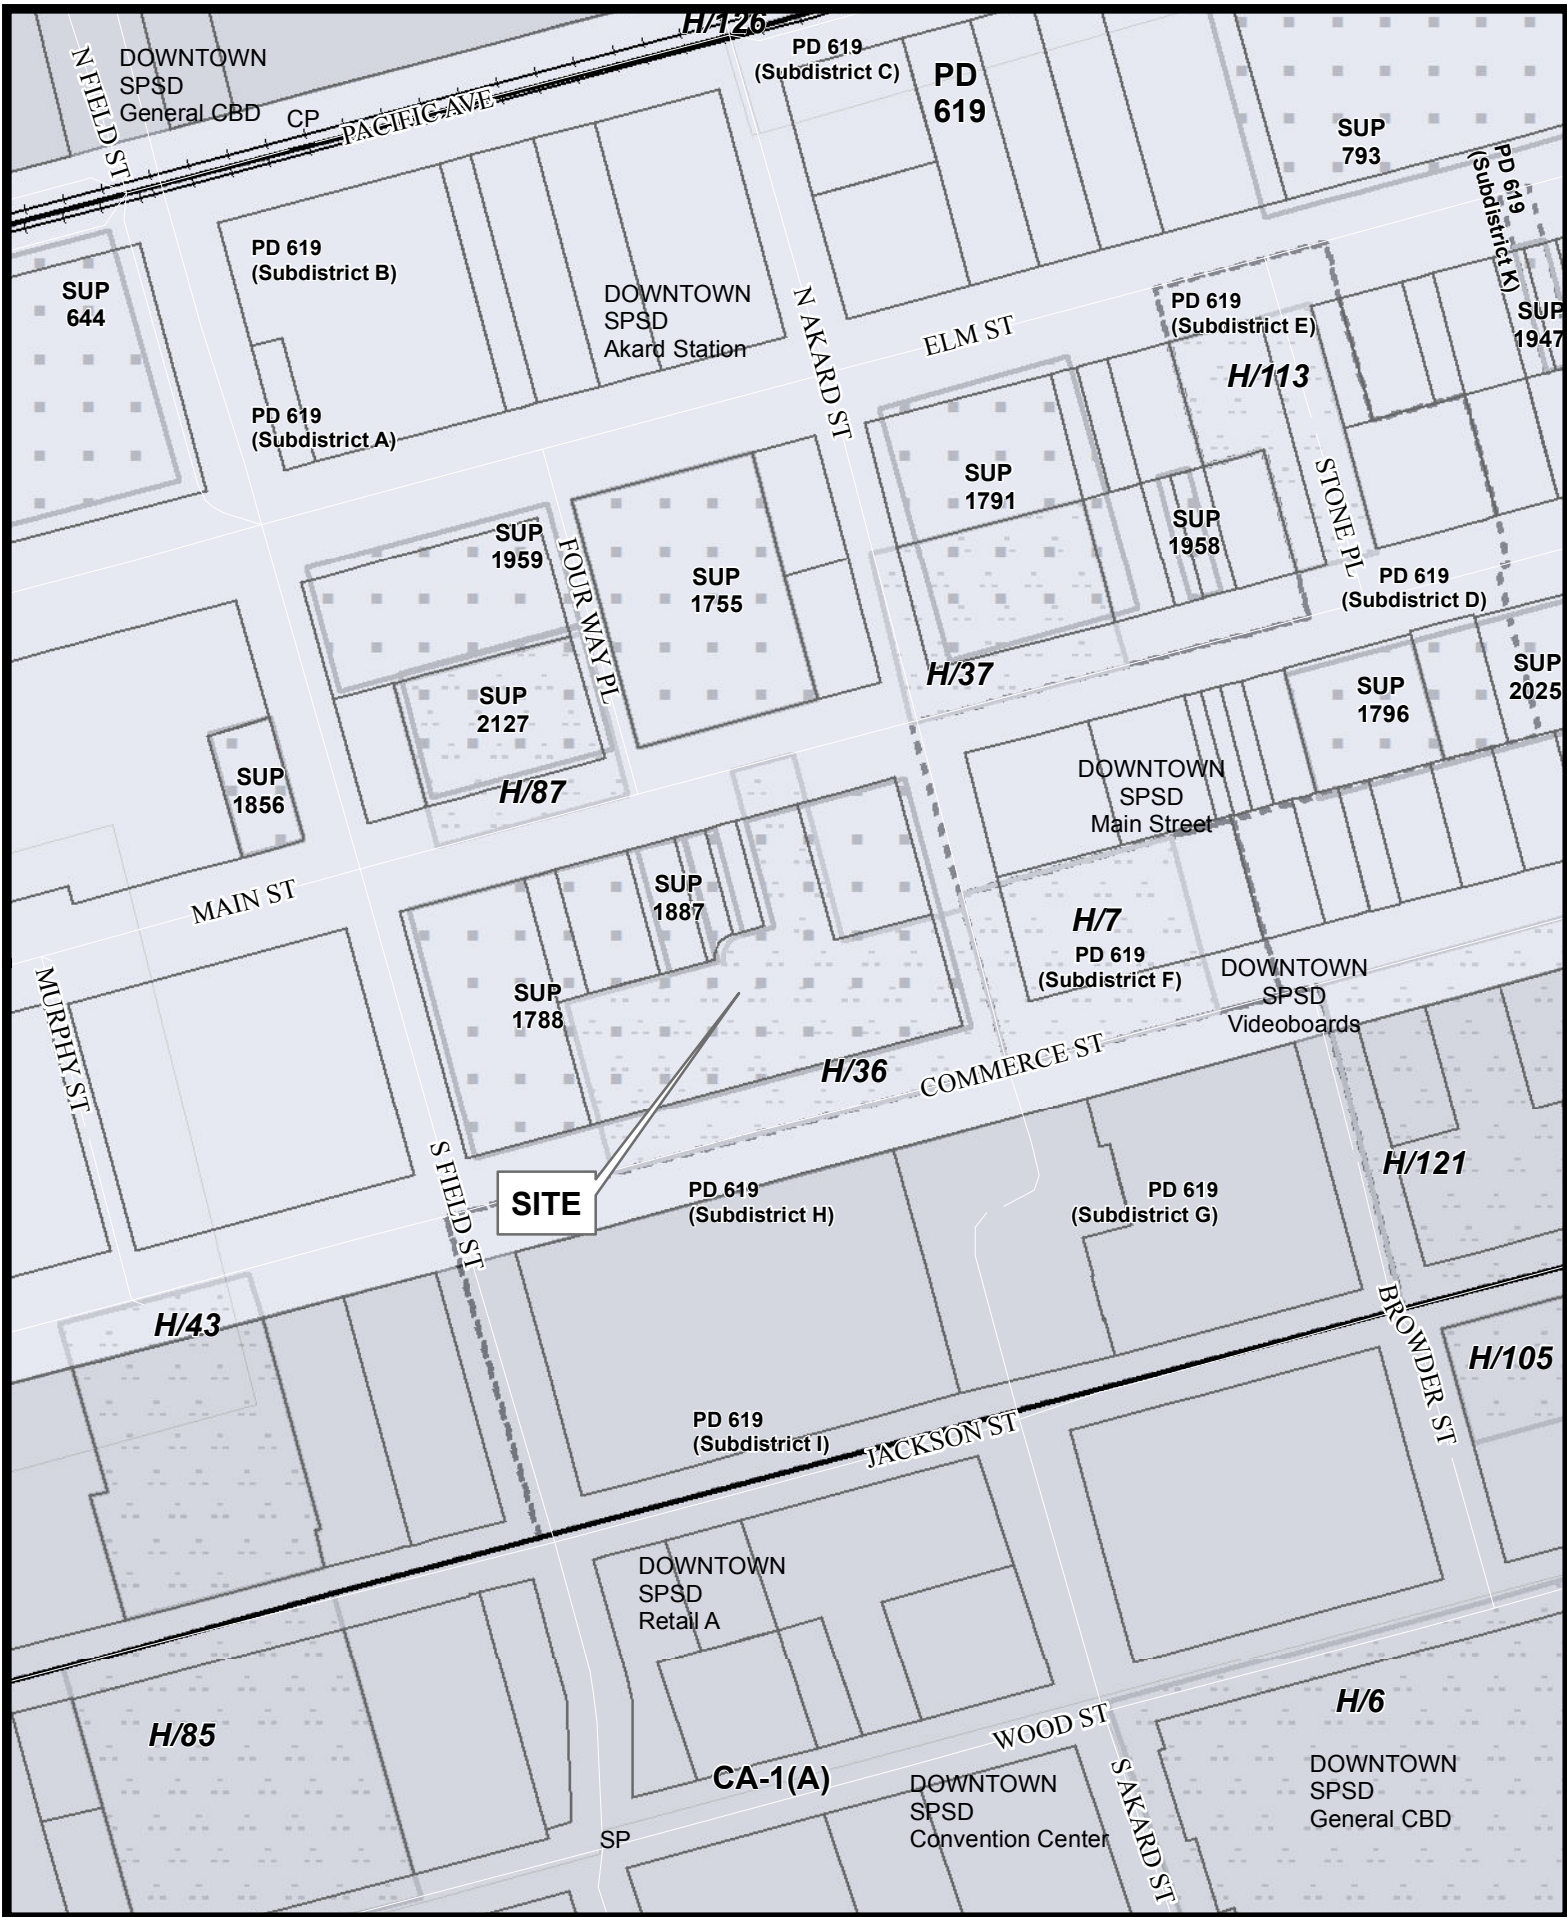 H/126
N FIELD ST
DOWNTOWN
SPSD
General CBD
CP
PACIFIC AVE
PD 619
(Subdistrict C)
PD
619
SUP
793
PD 619
(Subdistrict K)
SUP
644
PD 619
(Subdistrict B)
DOWNTOWN
SPSD
Akard Station
N AKARD ST
ELM ST
PD 619
(Subdistrict E)
SUP
1947
H/113
PD 619
(Subdistrict A)
SUP
1791
STONE PL
SUP
1959
FOUR WAY PL
SUP
1755
SUP
1958
PD 619
(Subdistrict D)
H/37
SUP
2127
SUP
1796
SUP
2025
SUP
1856
H/87
DOWNTOWN
SPSD
Main Street
MAIN ST
SUP
1887
H/7
PD 619
(Subdistrict F)
DOWNTOWN
SPSD
Videoboards
MURPHY ST
SUP
1788
H/36
COMMERCE ST
S FIELD ST
SITE
PD 619
(Subdistrict H)
PD 619
(Subdistrict G)
H/121
H/43
BROWDER ST
H/105
PD 619
(Subdistrict I)
JACKSON ST
DOWNTOWN
SPSD
Retail A
H/85
H/6
WOOD ST
CA-1(A)
DOWNTOWN
SPSD
Convention Center
S AKARD ST
DOWNTOWN
SPSD
General CBD
SP